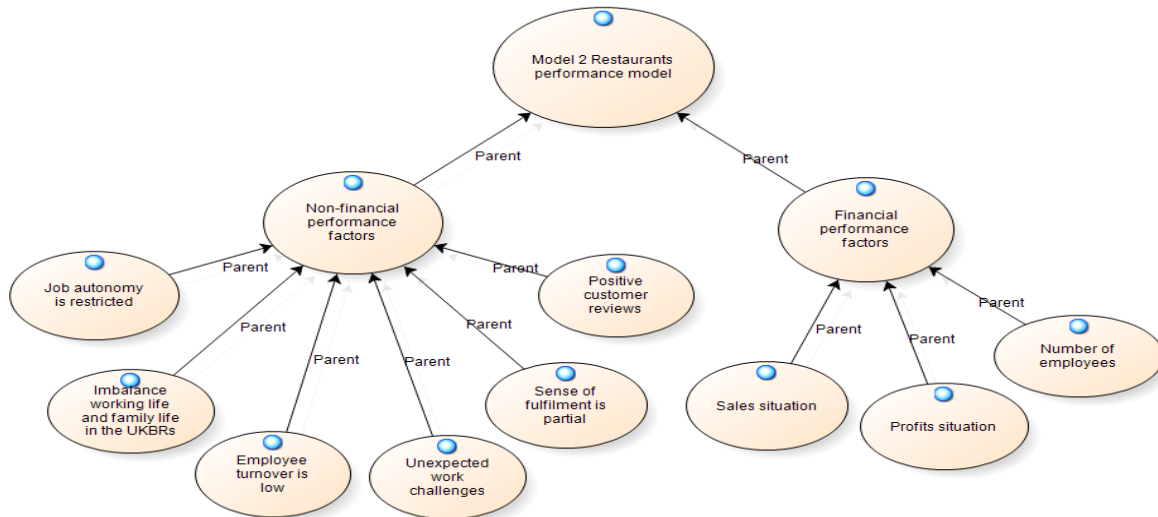 Model 2 Restaurants
performance model
Parent
Parent
Non-financial
performance
factors
Financial
performance
factors
Parent
Job autonomy
is restricted
Parent
Positive
customer
reviews
Parent
Parent
Parent
Parent
Parent
Parent
Parent
Imbalance
working life
and family life
in the UKBRs
Sense of
fulfilment is
partial
Sales situation
Number of
employees
Profits situation
Employee
turnover is
low
Unexpected
work
challenges